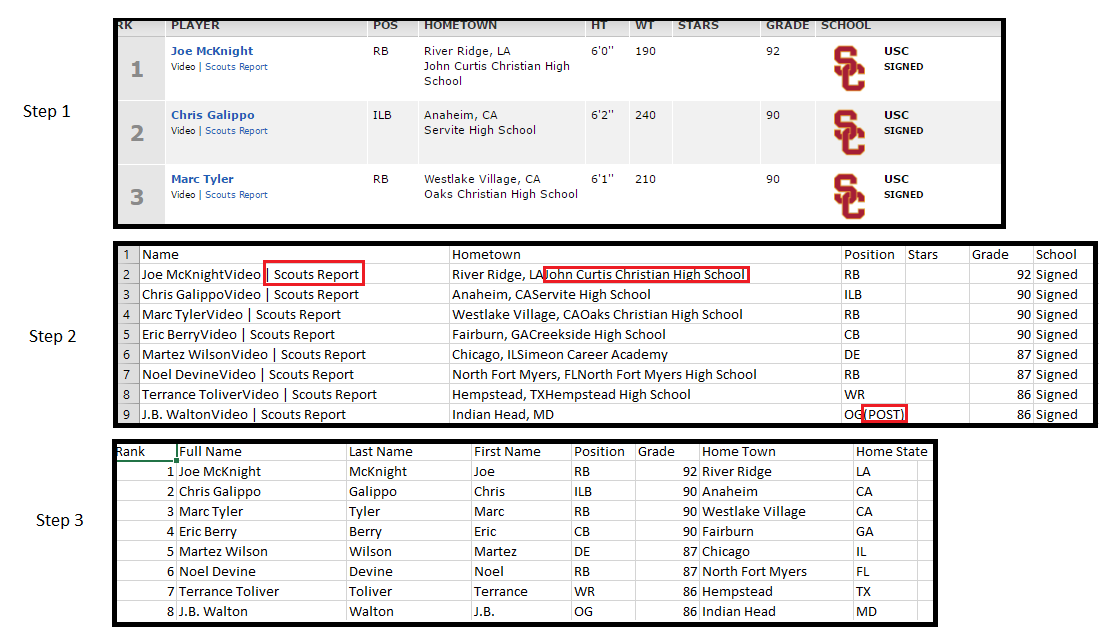 RK PLAYER POS HOMETOWN HT WT STARS GRADE SCHOOL
Joe McKnight RB River Ridge, LA 6'0" 190 92 USC
Video | Scouts Report John Curtis Christian High SIGNED
1 School SC
Step 1
Chris Galippo ILB Anaheim, CA 6'2" 240 90 USC
Video | Scouts Report Servite High School SIGNED
2 SC
Marc Tyler RB Westlake Village, CA 6'1" 210 90 USC
Video | Scouts Report Oaks Christian High School SIGNED
3 SC
1 Name Hometown Position Stars Grade School
2 Joe McKnightVideo | Scouts Report River Ridge, LAJohn Curtis Christian High School RB 92 Signed
3 Chris GalippoVideo | Scouts Report Anaheim, CAServite High School ILB 90 Signed
4 Marc TylerVideo | Scouts Report Westlake Village, CAOaks Christian High School RB 90 Signed
Step 2
5 Eric BerryVideo | Scouts Report Fairburn, GACreekside High School CB 90 Signed
6 Martez WilsonVideo | Scouts Report Chicago, ILSimeon Career Academy DE 87 Signed
7 Noel DevineVideo | Scouts Report North Fort Myers, FLNorth Fort Myers High School RB 87 Signed
8 Terrance ToliverVideo | Scouts Report Hempstead, TXHempstead High School WR 86 Signed
9 J.B. WaltonVideo | Scouts Report Indian Head, MD OG(POST) 86 Signed
Rank Full Name Last Name First Name Position Grade Home Town Home State
1 Joe McKnight McKnight Joe RB 92 River Ridge LA
2 Chris Galippo Galippo Chris ILB 90 Anaheim CA
3 Marc Tyler Tyler Marc RB 90 Westlake Village CA
Step 3
4 Eric Berry Berry Eric CB 90 Fairburn GA
5 Martez Wilson Wilson Martez DE 87 Chicago IL
6 Noel Devine Devine Noel RB 87 North Fort Myers FL
7 Terrance Toliver Toliver Terrance WR 86 Hempstead TX
8 J.B. Walton Walton J.B. OG 86 Indian Head MD